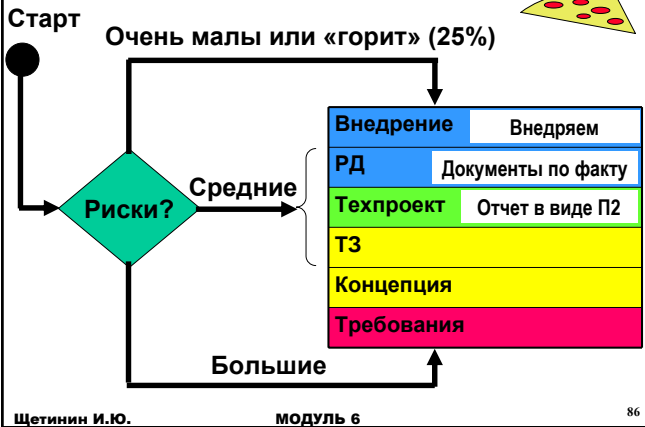 Старт
Очень малы или «горит» (25%)
Внедрение Внедряем
РД Документы по факту
Средние
Риски?
Техпроект Отчет в виде П2
ТЗ
Концепция
Требования
Большие
Щетинин И.Ю. МОДУЛЬ 6 86